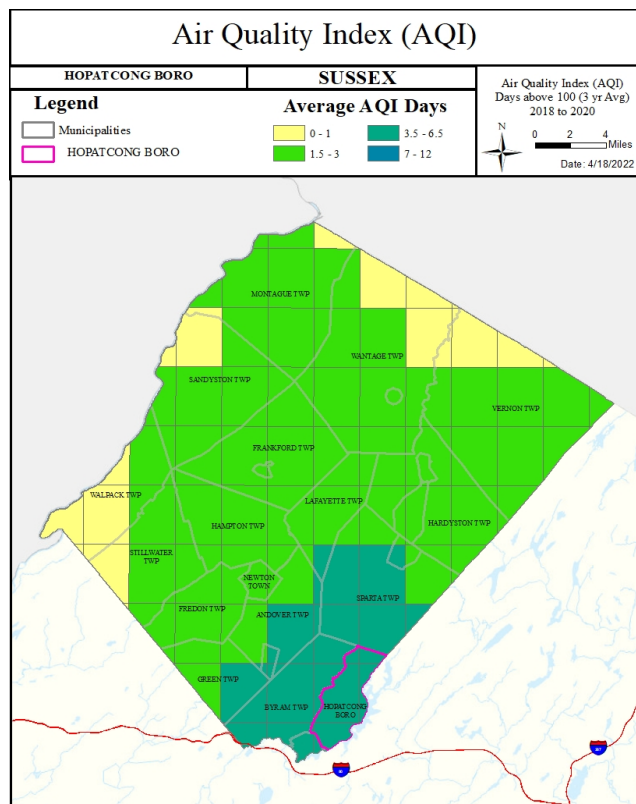 Air Quality Index (AQI)
HOPATCONG BORO
SUSSEX
Legend
Municipalities
HOPATCONG BORO
Average AQI Days
0 - 1
1.5 - 3
3.5 - 6.5
7 - 12
Air Quality Index (AQI)
Days above 100 (3 yr Avg)
2018 to 2020
N
0 2 4
Miles
Date: 4/18/2022
MONTAGUE TWP
WANTAGE TWP
SANDYSTON TWP
VERNON TWP
FRANKFORD TWP
WALPACK TWP
LAFAYETTE TWP
HAMPTON TWP
HARDYSTON TWP
STILLWATER
TWP
NEWTON
TOWN
SPARTA TWP
FREDON TWP
ANDOVER TWP
GREEN TWP
BYRAM TWP
HOPATCONG
BORO